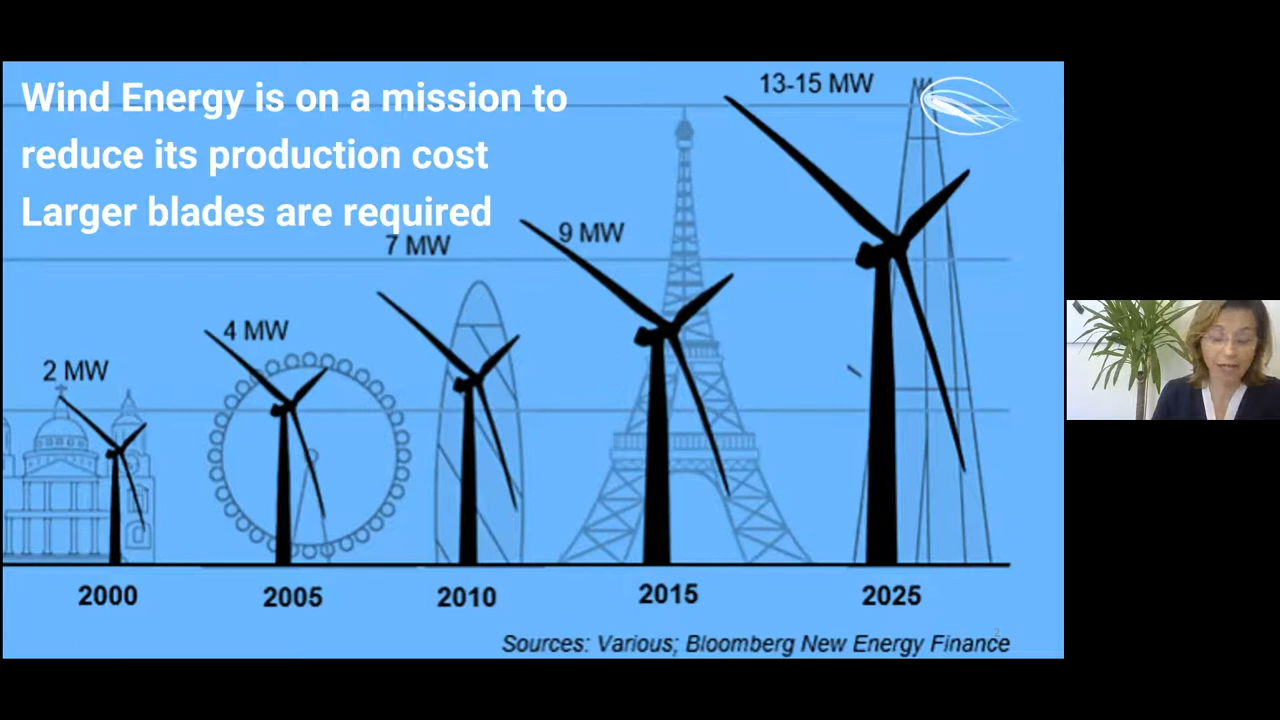 Wind Energy is on a mission to
reduce its production cost
Larger blades are required
13-15 MW
9 MW
7 MW
4 MW
2 MW
2000
2005
2010
2015
2025
2
Sources: Various; Bloomberg New Energy Finance